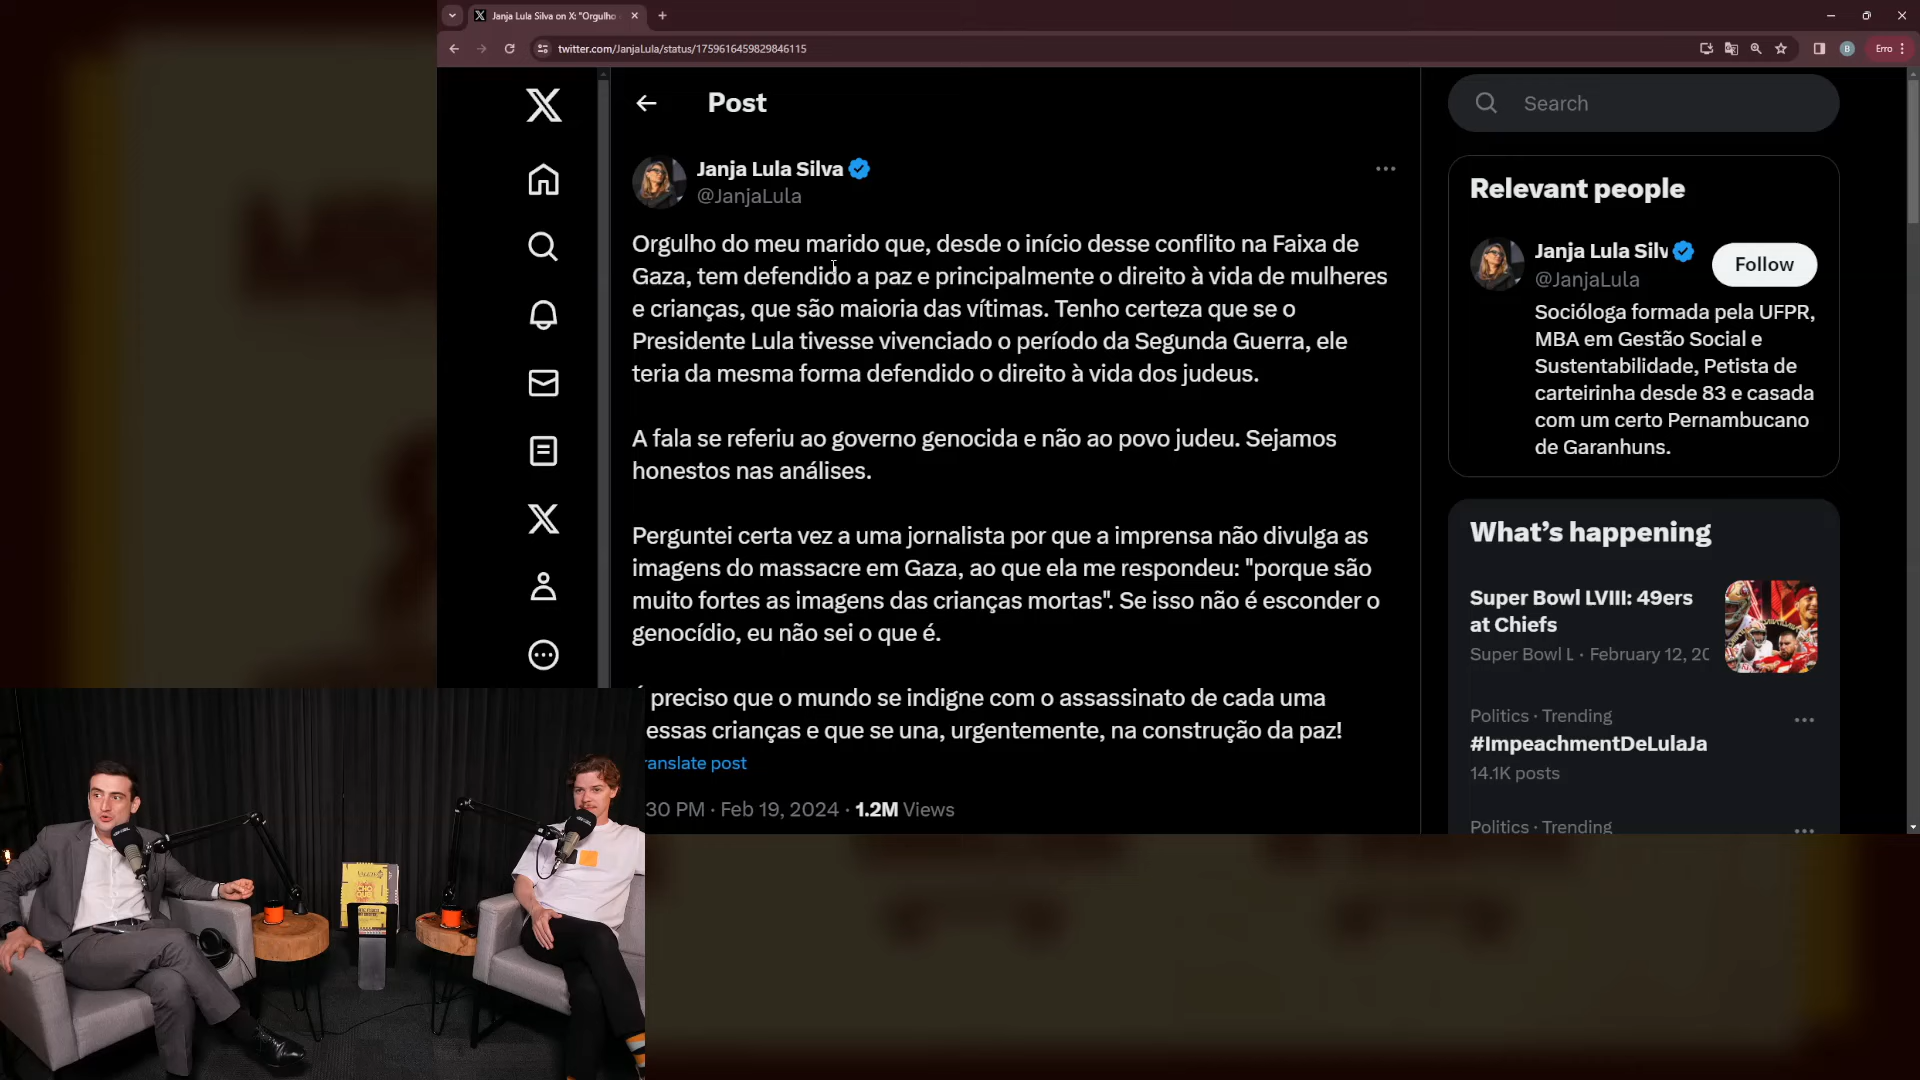 Janja Lula Silva on X: "Orgulho
twitter.com/JanjaLula/status/1759616459829846115
B
Erro
Post
Search
Janja Lula Silva
@JanjaLula
Orgulho do meu marido que, desde o início desse conflito na Faixa de
Gaza, tem defendido a paz e principalmente o direito à vida de mulheres
e crianças, que são maioria das vítimas. Tenho certeza que se o
Presidente Lula tivesse vivenciado o período da Segunda Guerra, ele
teria da mesma forma defendido o direito à vida dos judeus.
A fala se referiu ao governo genocida e não ao povo judeu. Sejamos
honestos nas análises.
Perguntei certa vez a uma jornalista por que a imprensa não divulga as
imagens do massacre em Gaza, ao que ela me respondeu: "porque são
muito fortes as imagens das crianças mortas". Se isso não é esconder o
genocídio, eu não sei o que é.
preciso que o mundo se indigne com o assassinato de cada uma
essas crianças e que se una, urgentemente, na construção da paz!
ranslate post
30 PM · Feb 19, 2024 · 1.2M Views
Relevant people
Janja Lula Silv
@JanjaLula
Follow
Socióloga formada pela UFPR,
MBA em Gestão Social e
Sustentabilidade, Petista de
carteirinha desde 83 e casada
com um certo Pernambucano
de Garanhuns.
What's happening
Super Bowl LVIII: 49ers
at Chiefs
Super Bowl L · February 12, 20
Politics · Trending
#ImpeachmentDeLulaJa
14.1K posts
Politics · Trending